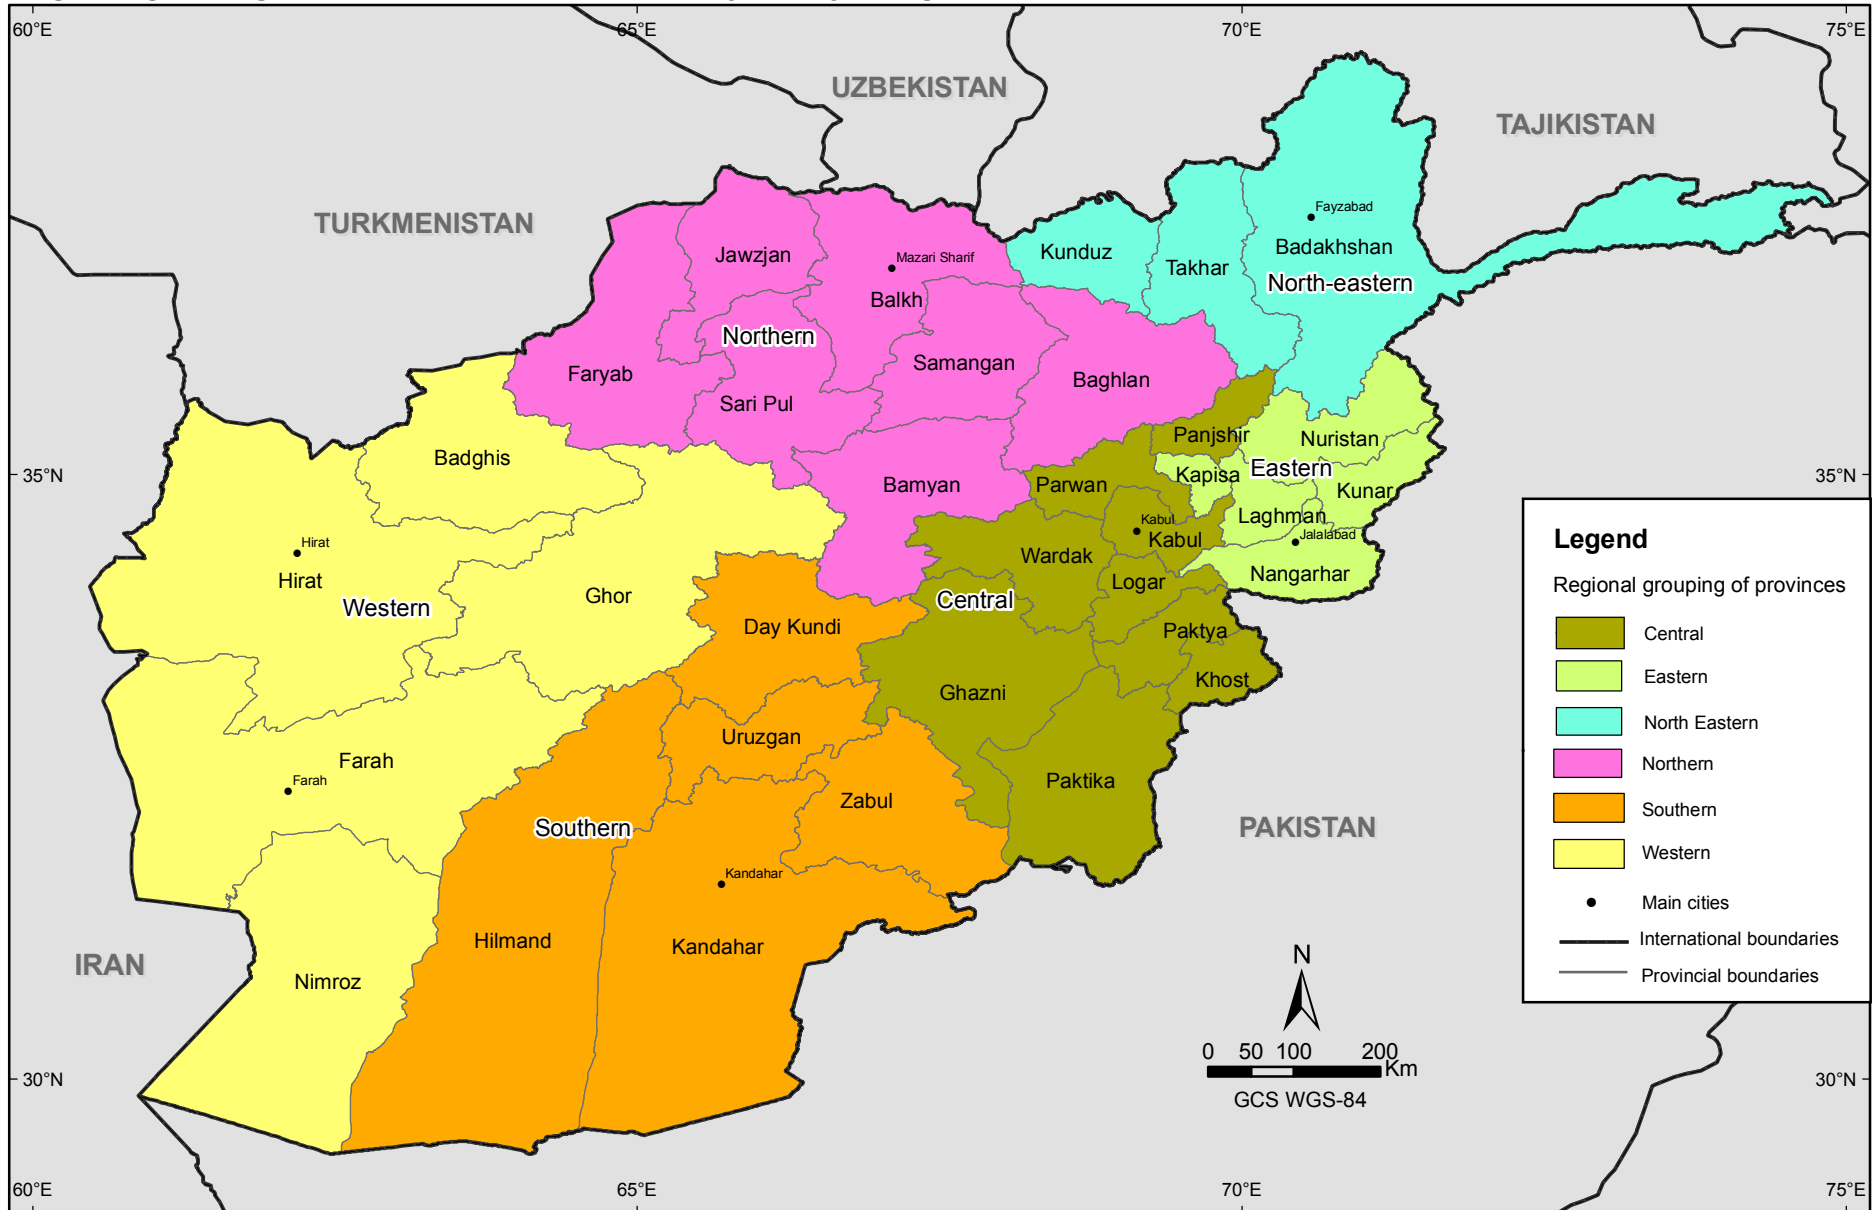 60°E
65°E
70°E
75°E
UZBEKISTAN
TAJIKISTAN
TURKMENISTAN
Fayzabad
Badakhshan
North-eastern
Kunduz
Takhar
Jawzjan
Mazari Sharif
Balkh
Northern
Samangan
Faryab
Baghlan
Sari Pul
Panjshir
Nuristan
Badghis
Eastern
35°N
35°N
Kapisa
Parwan
Bamyan
Kunar
Laghman
Kabul
Kabul
Jalalabad
Hirat
Hirat
Wardak
Nangarhar
Logar
Ghor
Western
Central
Day Kundi
Paktya
Khost
Ghazni
Uruzgan
Farah
Farah
Paktika
Zabul
Southern
PAKISTAN
Kandahar
Kandahar
Hilmand
IRAN
Nimroz
Legend
Regional grouping of provinces
Central
Eastern
North Eastern
Northern
Southern
Western
Main cities
International boundaries
Provincial boundaries
N
0 50 100 200
Km
GCS WGS-84
30°N
30°N
60°E
65°E
70°E
75°E